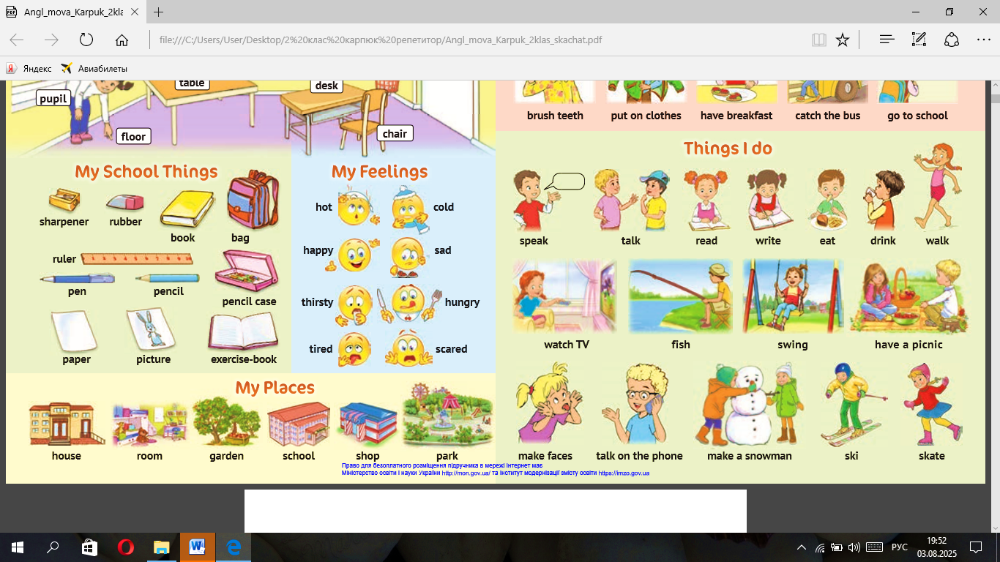 Angl_mova_Karpuk_2kla
file:///C:/Users/User/Desktop/2%20клас%20карпюк%20репетитор/Angl_mova_Karpuk_2klas_skachat.pdf
Яндекс
Авиабилеты
table
desk
pupil
floor
chair
brush teeth
put on clothes
have breakfast
catch the bus
go to school
My School Things
sharpener
rubber
book
bag
ruler
pen
pencil
pencil case
paper
picture
exercise-book
My Feelings
hot
cold
happy
sad
thirsty
hungry
tired
scared
Things I do
speak
talk
read
write
eat
drink
walk
watch TV
fish
swing
have a picnic
make faces
talk on the phone
make a snowman
ski
skate
My Places
house
room
garden
school
shop
park
Право для безоплатного розміщення підручника в мережі Інтернет має
Міністерство освіти і науки України http://mon.gov.ua/ та Інститут модернізації змісту освіти https://imzo.gov.ua
РУС
19:52
03.08.2025